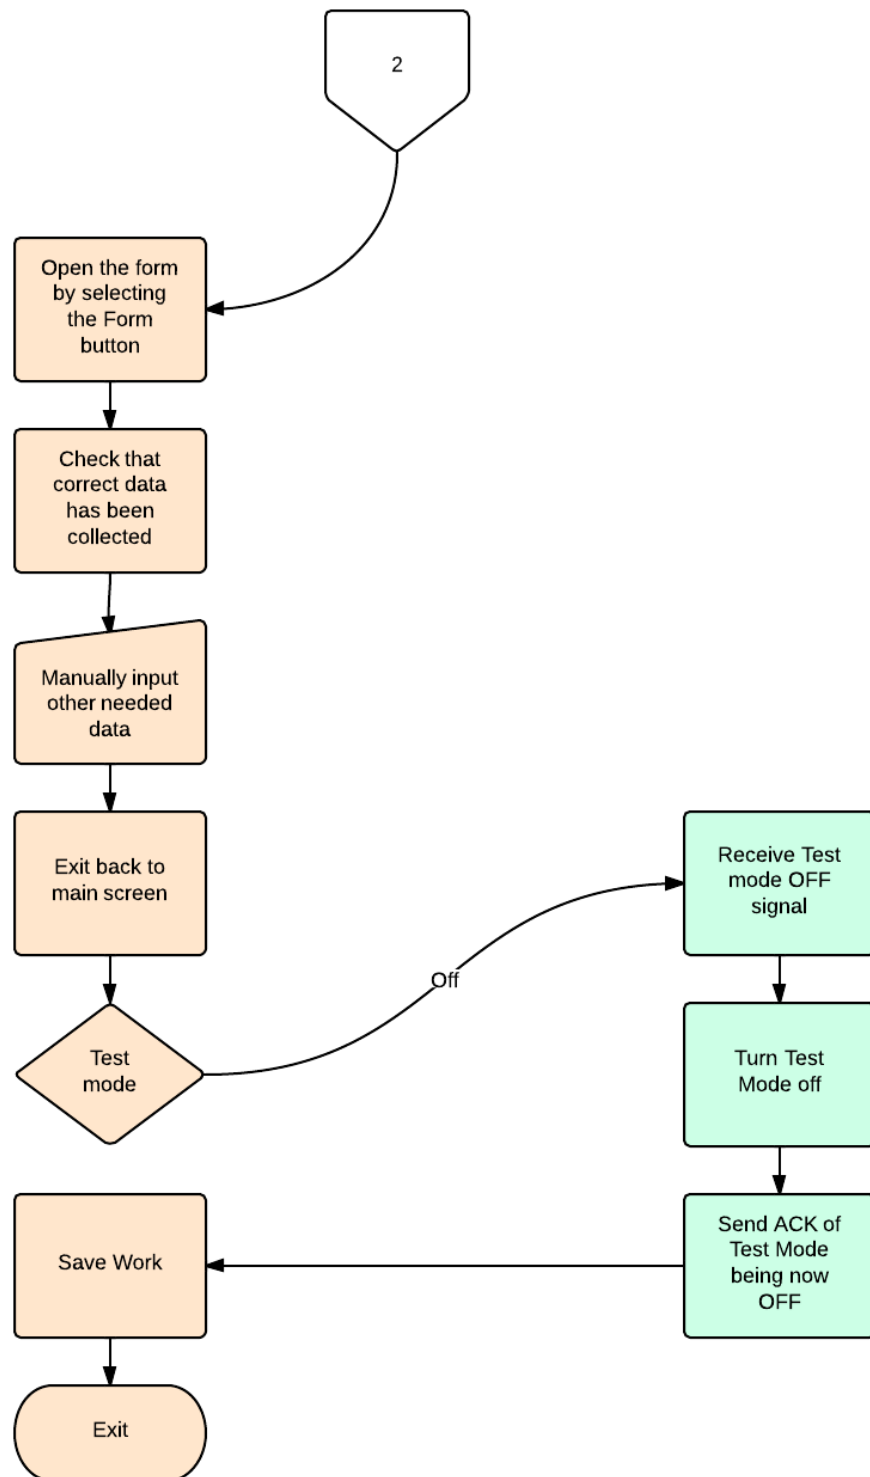 2
Open the form
by selecting
the Form
button
Check that
correct data
has been
collected
Manually input
other needed
data
Exit back to
main screen
Receive Test
mode OFF
signal
Off
Test
mode
Turn Test
Mode off
Save Work
Send ACK of
Test Mode
being now
OFF
Exit